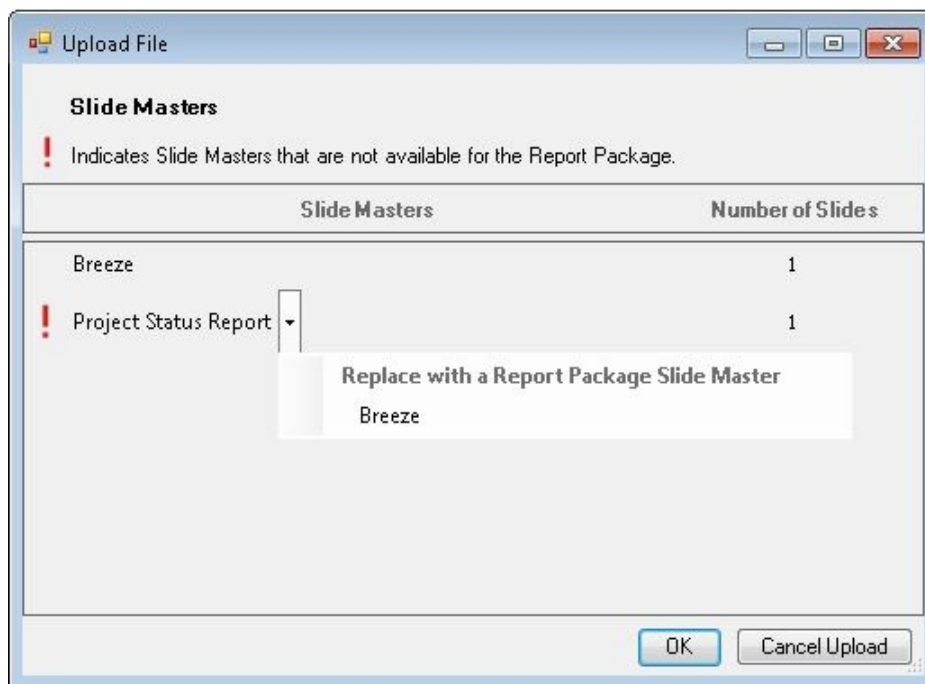 Upload File
Slide Masters
! Indicates Slide Masters that are not available for the Report Package.
Slide Masters Number of Slides
Breeze 1
! Project Status Report 1
Replace with a Report Package Slide Master
Breeze
OK Cancel Upload